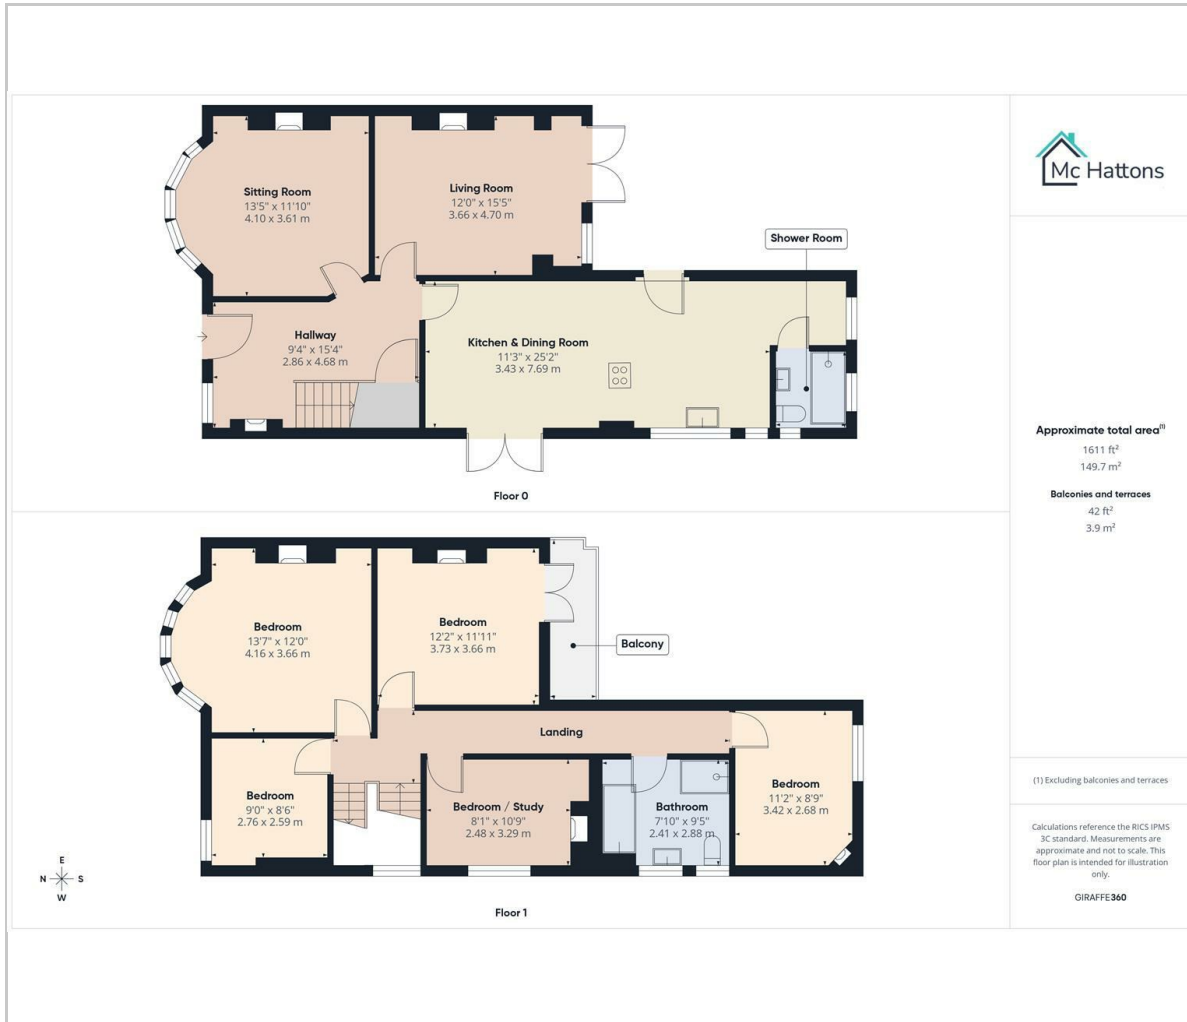 Sitting Room
13'5" x 11'10"
4.10 x 3.61 m
Living Room
12'0" x 15'5"
3.66 x 4.70 m
Shower Room
Hallway
9'4" x 15'4"
2.86 x 4.68 m
Kitchen & Dining Room
11'3" x 25'2"
3.43 x 7.69 m
Floor 0
Bedroom
13'7" x 12'0"
4.16 x 3.66 m
Bedroom
12'2" x 11'11"
3.73 x 3.66 m
Balcony
Landing
Bedroom
9'0" x 8'6"
2.76 x 2.59 m
Bedroom / Study
8'1" x 10'9"
2.48 x 3.29 m
Bathroom
7'10" x 9'5"
2.41 x 2.88 m
Bedroom
11'2" x 8'9"
3.42 x 2.68 m
E
N S
W
Floor 1
Mc Hattons
Approximate total area(1)
1611 ft²
149.7 m²
Balconies and terraces
42 ft²
3.9 m²
(1) Excluding balconies and terraces
Calculations reference the RICS IPMS
3C standard. Measurements are
approximate and not to scale. This
floor plan is intended for illustration
only.
GIRAFFE360